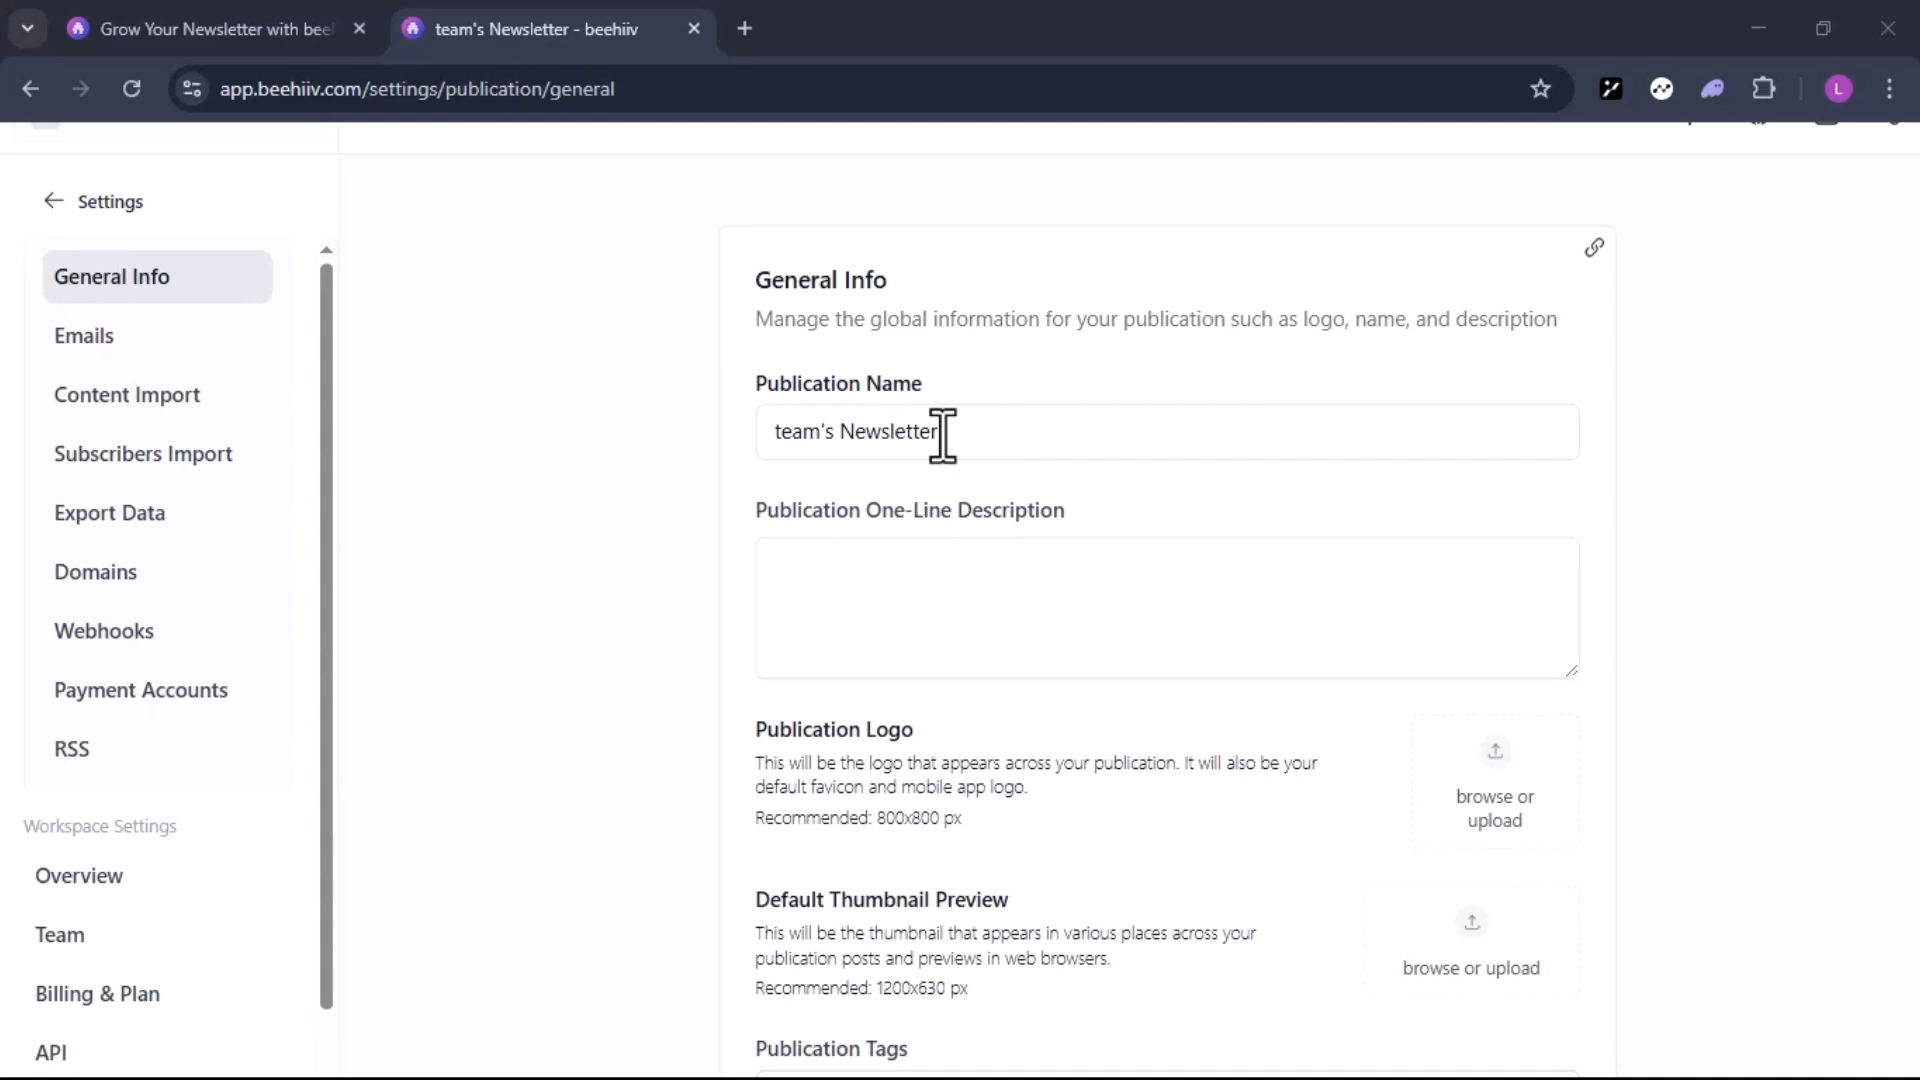 Grow Your Newsletter with bee
team's Newsletter - beehiiv
app.beehiiv.com/settings/publication/general
L
Settings
General Info
Emails
Content Import
Subscribers Import
Export Data
Domains
Webhooks
Payment Accounts
RSS
Workspace Settings
Overview
Team
Billing & Plan
API
General Info
Manage the global information for your publication such as logo, name, and description
Publication Name
team's Newsletter
Publication One-Line Description
Publication Logo
This will be the logo that appears across your publication. It will also be your
default favicon and mobile app logo.
Recommended: 800x800 px
browse or
upload
Default Thumbnail Preview
This will be the thumbnail that appears in various places across your
publication posts and previews in web browsers.
Recommended: 1200x630 px
browse or upload
Publication Tags